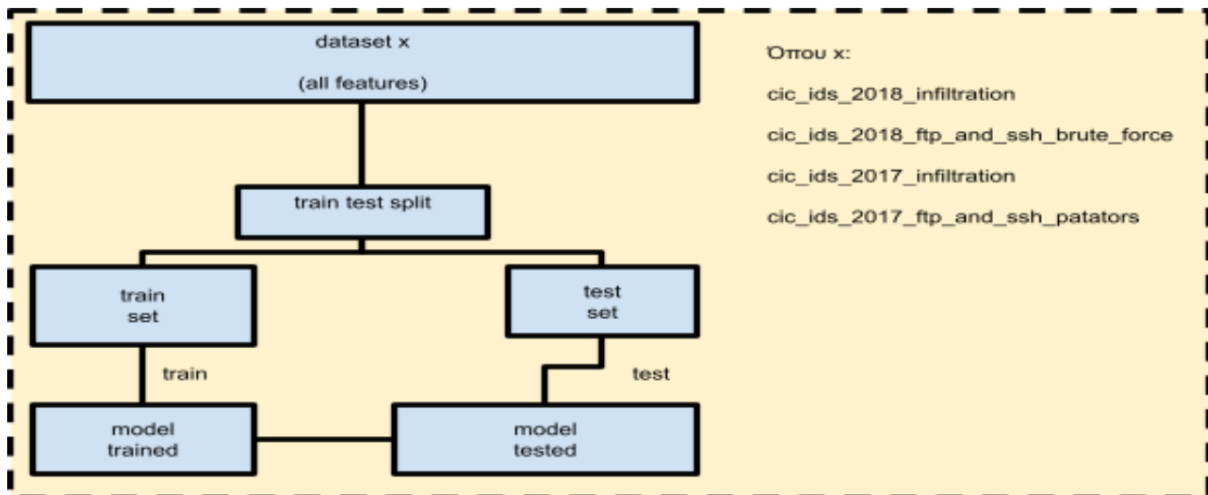 dataset x
(all features)
Όπου x:
cic_ids_2018_infiltration
cic_ids_2018_ftp_and_ssh_brute_force
cic_ids_2017_infiltration
cic_ids_2017_ftp_and_ssh_patators
train test split
train
set
test
set
train
test
model
trained
model
tested